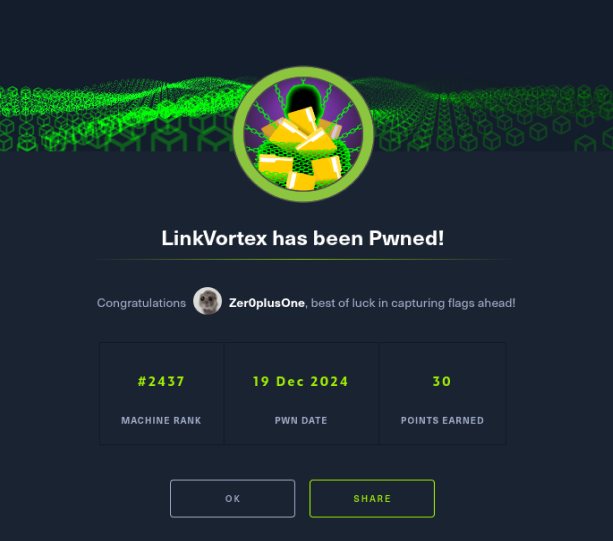 LinkVortex has been Pwned!
Congratulations Zer0plusOne, best of luck in capturing flags ahead!
#2437 19 Dec 2024 30
MACHINE RANK PWN DATE POINTS EARNED
OK SHARE